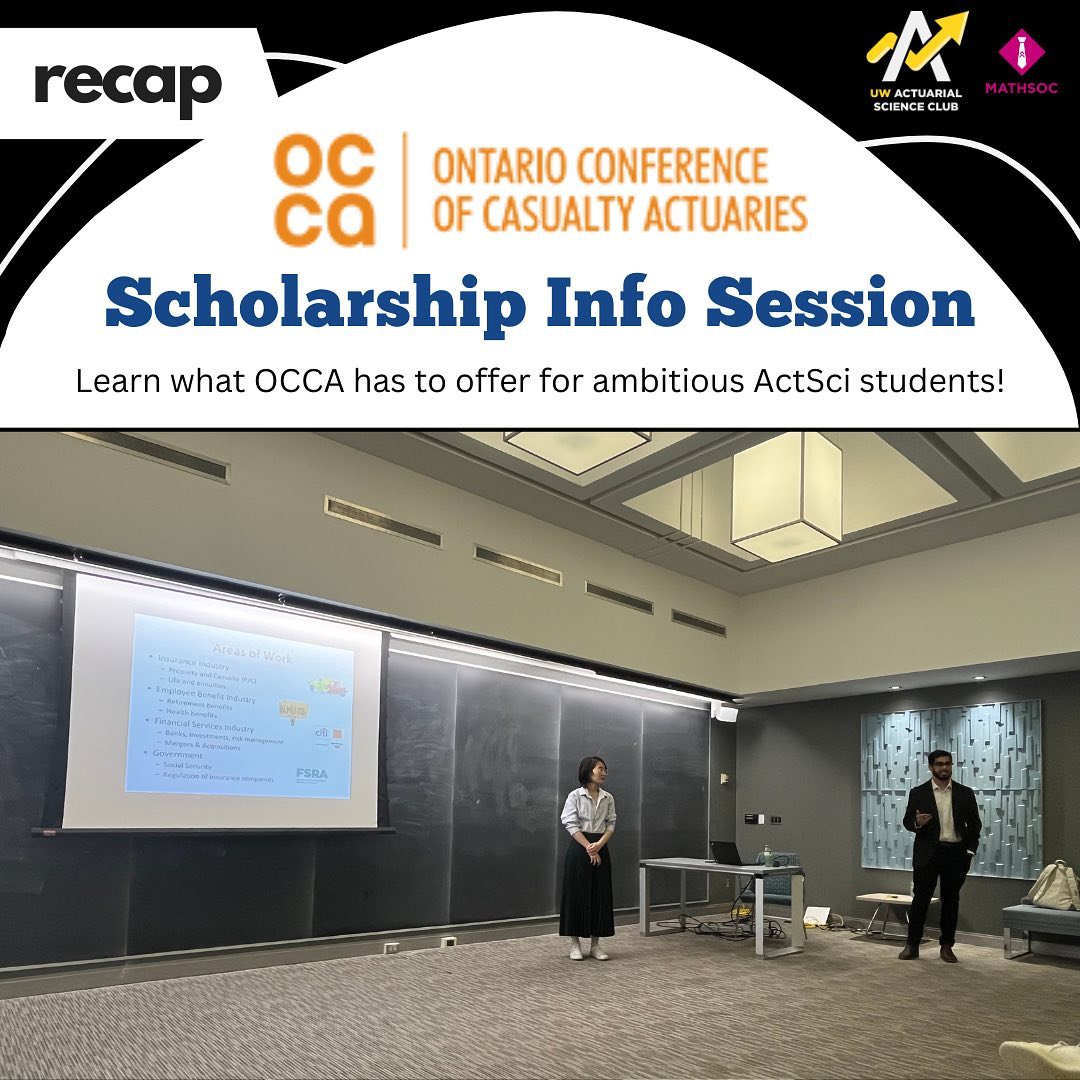 recap
UW ACTUARIAL
SCIENCE CLUB
MATHSOC
OC
CA
ONTARIO CONFERENCE
OF CASUALTY ACTUARIES
Scholarship Info Session
Learn what OCCA has to offer for ambitious ActSci students!
Areas of Work
• Insurance Industry
– Property and Casualty (P/C)
– Life and annuities
• Employee Benefit Industry
– Retirement benefits
– Health benefits
• Financial Services Industry
– Banks, investments, risk management
– Mergers & Acquisitions
• Government
– Social Security
– Regulation of insurance companies
citi
FSRA